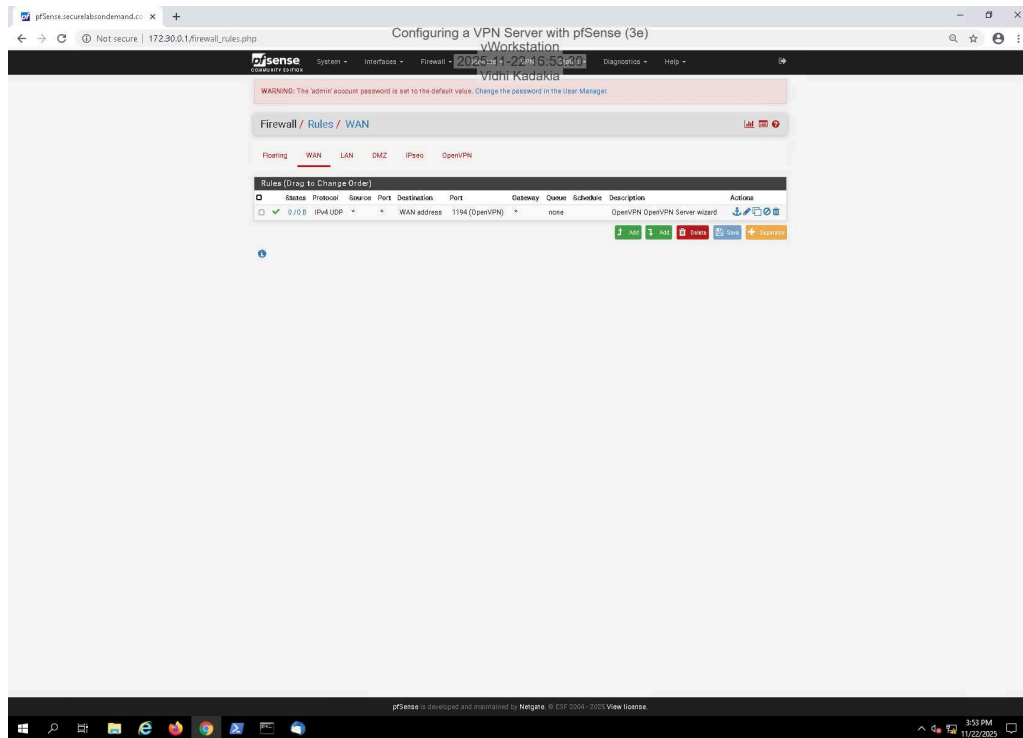 pfSense.securelabsondemand.co
Not secure | 172.30.0.1/firewall_rules.php
Configuring a VPN Server with pfSense (3e)
vWorkstation
Vidhi Kadakia
pfsense
COMMUNITY EDITION
System Interfaces Firewall Diagnostics Help
WARNING: The 'admin' account password is set to the default value. Change the password in the User Manager.
Firewall / Rules / WAN
Floating WAN LAN DMZ IPsec OpenVPN
Rules (Drag to Change Order)
States Protocol Source Port Destination Port Gateway Queue Schedule Description Actions
0 / 0 B IPv4 UDP * * WAN address 1194 (OpenVPN) * none OpenVPN OpenVPN Server wizard
Add Add Delete Save Separator
pfSense is developed and maintained by Netgate. © ESF 2004 - 2025 View license.
3:53 PM
11/22/2025